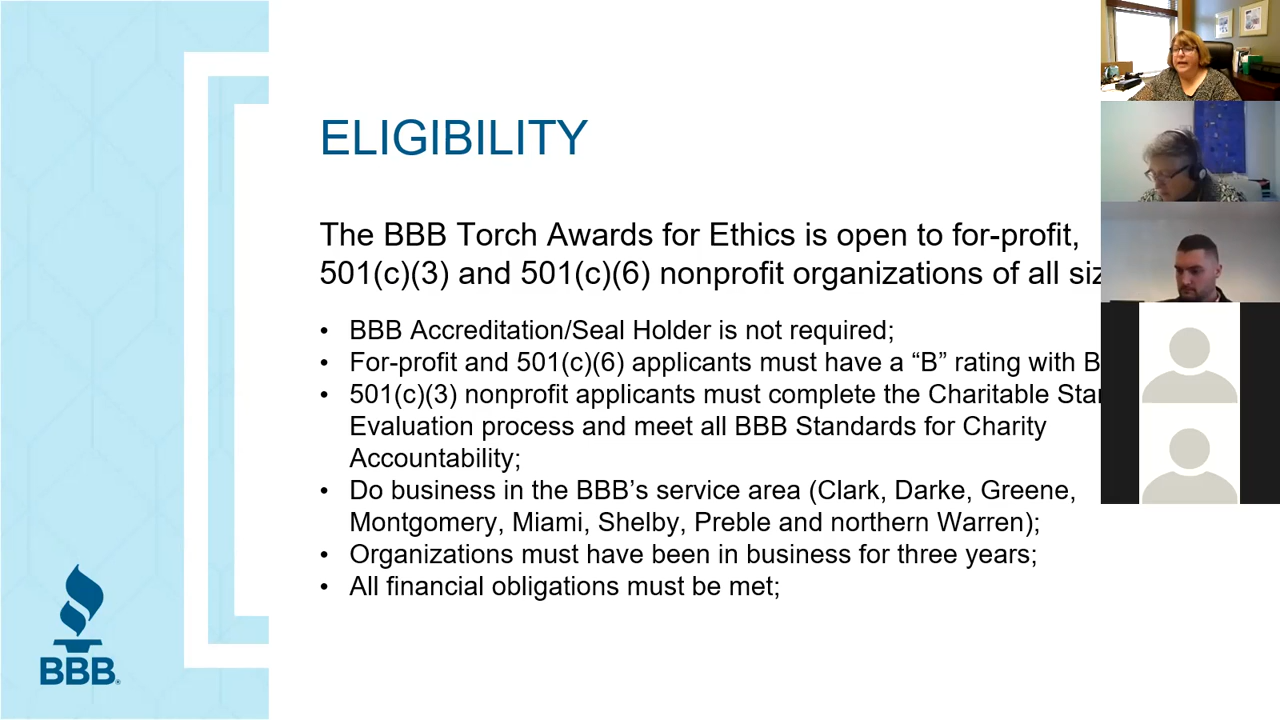 ELIGIBILITY
The BBB Torch Awards for Ethics is open to for-profit,
501(c)(3) and 501(c)(6) nonprofit organizations of all
• BBB Accreditation/Seal Holder is not required;
• For-profit and 501(c)(6) applicants must have a “B” rating with
• 501(c)(3) nonprofit applicants must complete the Charitable
Evaluation process and meet all BBB Standards for Charity
Accountability;
• Do business in the BBB’s service area (Clark, Darke, Greene,
Montgomery, Miami, Shelby, Preble and northern Warren);
• Organizations must have been in business for three years;
• All financial obligations must be met;
BBB®